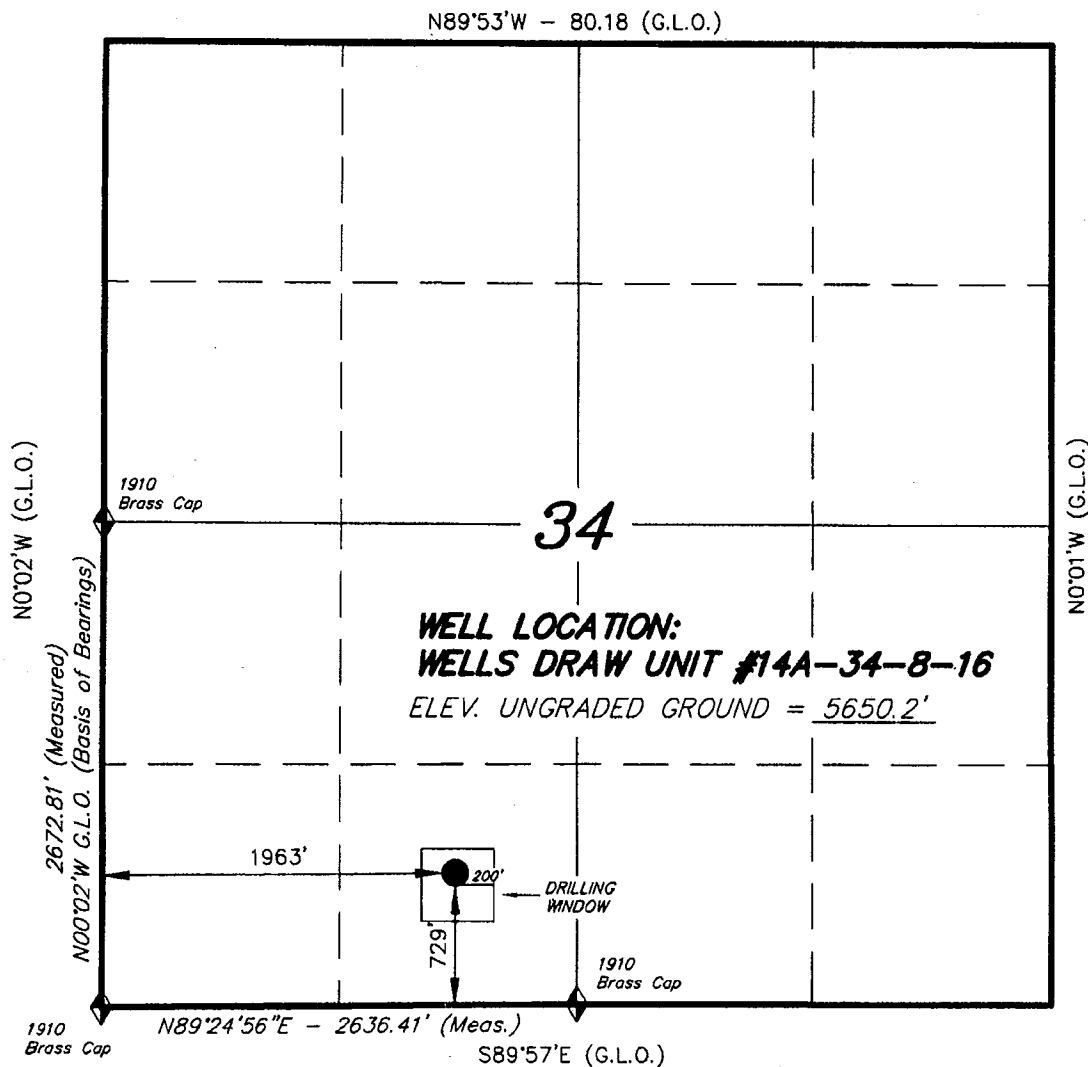 N89°53'W - 80.18 (G.L.O.)
N0°02'W (G.L.O.)
1910
Brass Cap
N0°01'W (G.L.O.)
34
2672.81' (Measured)
N00°02'W G.L.O. (Basis of Bearings)
WELL LOCATION:
WELLS DRAW UNIT #14A-34-8-16
ELEV. UNGRADED GROUND = 5650.2'
1963'
200'
DRILLING
WINDOW
729'
1910
Brass Cap
1910
Brass Cap
N89°24'56"E - 2636.41' (Meas.)
S89°57'E (G.L.O.)